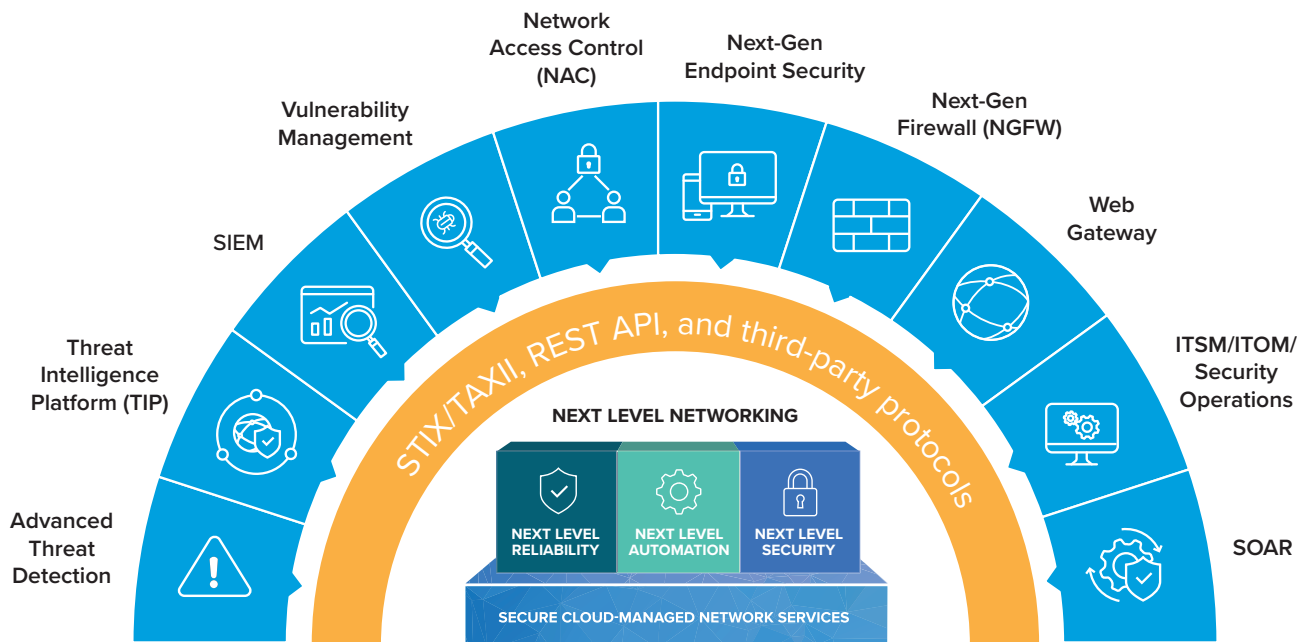 Network
Access Control
(NAC)
Next-Gen
Endpoint Security
Vulnerability
Management
Next-Gen
Firewall (NGFW)
SIEM
Web
Gateway
Threat
Intelligence
Platform (TIP)
ITSM/ITOM/
Security
Operations
Advanced
Threat
Detection
SOAR
STIX/TAXII, REST API, and third-party protocols
NEXT LEVEL NETWORKING
NEXT LEVEL
RELIABILITY
NEXT LEVEL
AUTOMATION
NEXT LEVEL
SECURITY
SECURE CLOUD-MANAGED NETWORK SERVICES